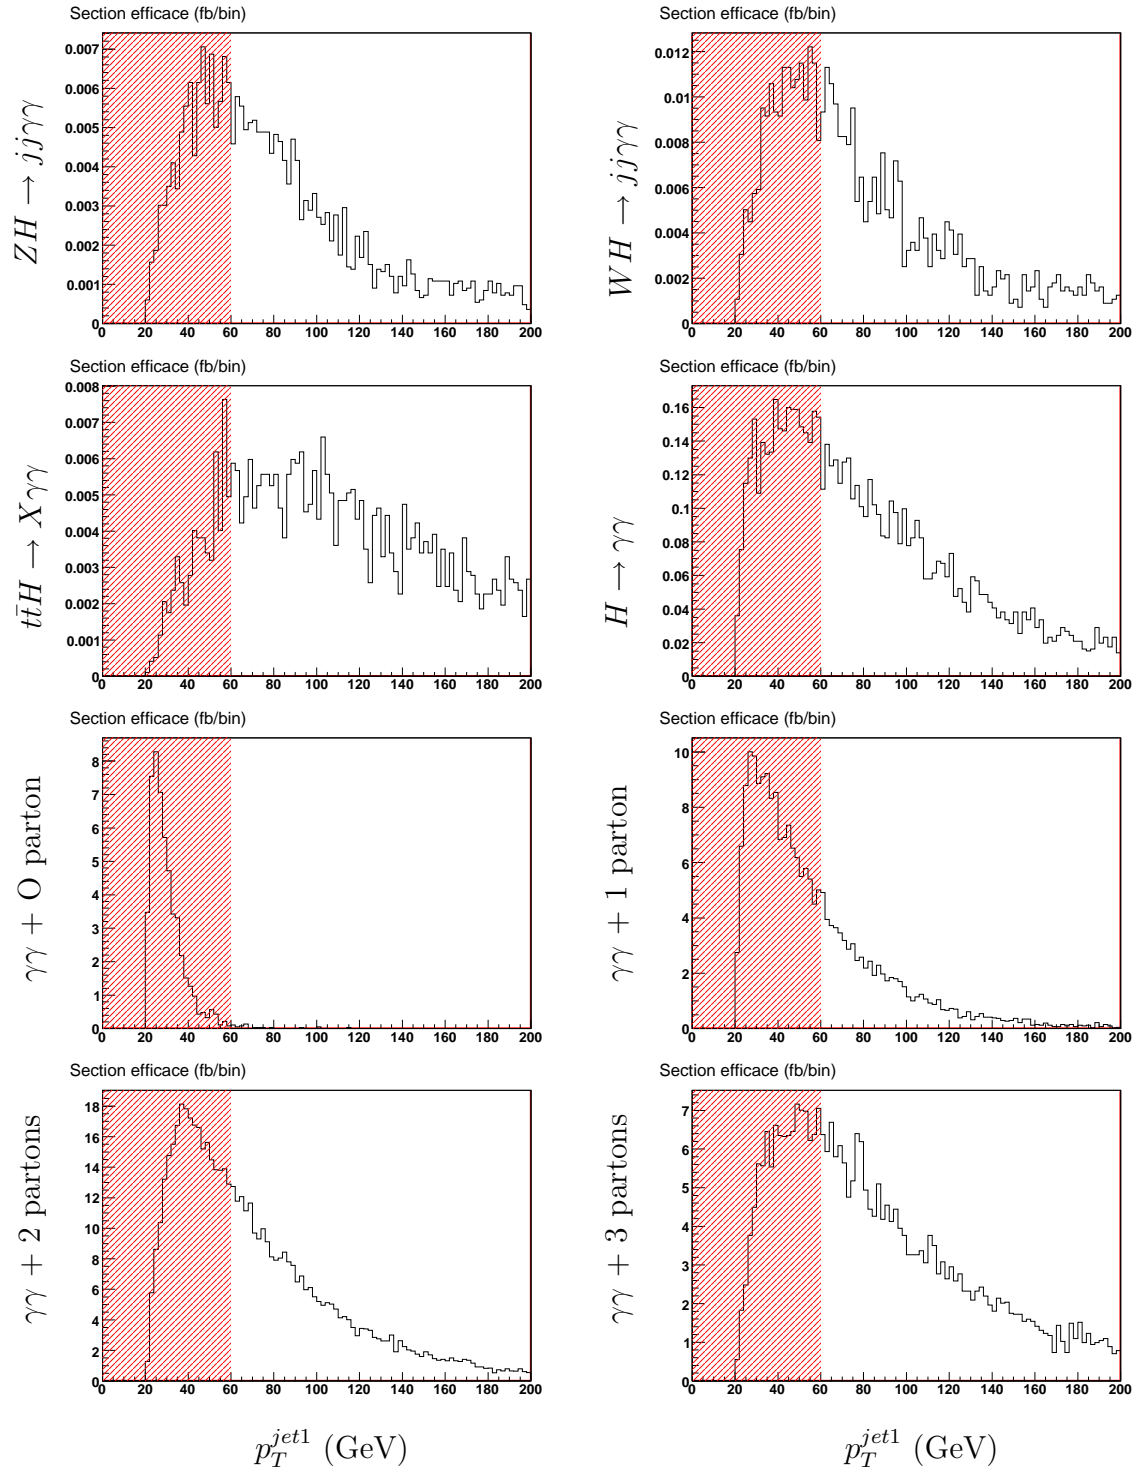 Section efficace (fb/bin) Section efficace (fb/bin)
ZH → jjγγ
0.007 0.006 0.005 0.004 0.003 0.002 0.001 0
0 20 40 60 80 100 120 140 160 180 200
WH → jjγγ
0.012 0.01 0.008 0.006 0.004 0.002 0
0 20 40 60 80 100 120 140 160 180 200
Section efficace (fb/bin) Section efficace (fb/bin)
tt̄H → Xγγ
0.008 0.007 0.006 0.005 0.004 0.003 0.002 0.001 0
0 20 40 60 80 100 120 140 160 180 200
H → γγ
0.16 0.14 0.12 0.1 0.08 0.06 0.04 0.02 0
0 20 40 60 80 100 120 140 160 180 200
Section efficace (fb/bin) Section efficace (fb/bin)
γγ + O parton
8 7 6 5 4 3 2 1 0
0 20 40 60 80 100 120 140 160 180 200
γγ + 1 parton
10 8 6 4 2 0
0 20 40 60 80 100 120 140 160 180 200
Section efficace (fb/bin) Section efficace (fb/bin)
γγ + 2 partons
18 16 14 12 10 8 6 4 2 0
0 20 40 60 80 100 120 140 160 180 200
γγ + 3 partons
7 6 5 4 3 2 1 0
0 20 40 60 80 100 120 140 160 180 200
p_T^{jet1} (GeV) p_T^{jet1} (GeV)